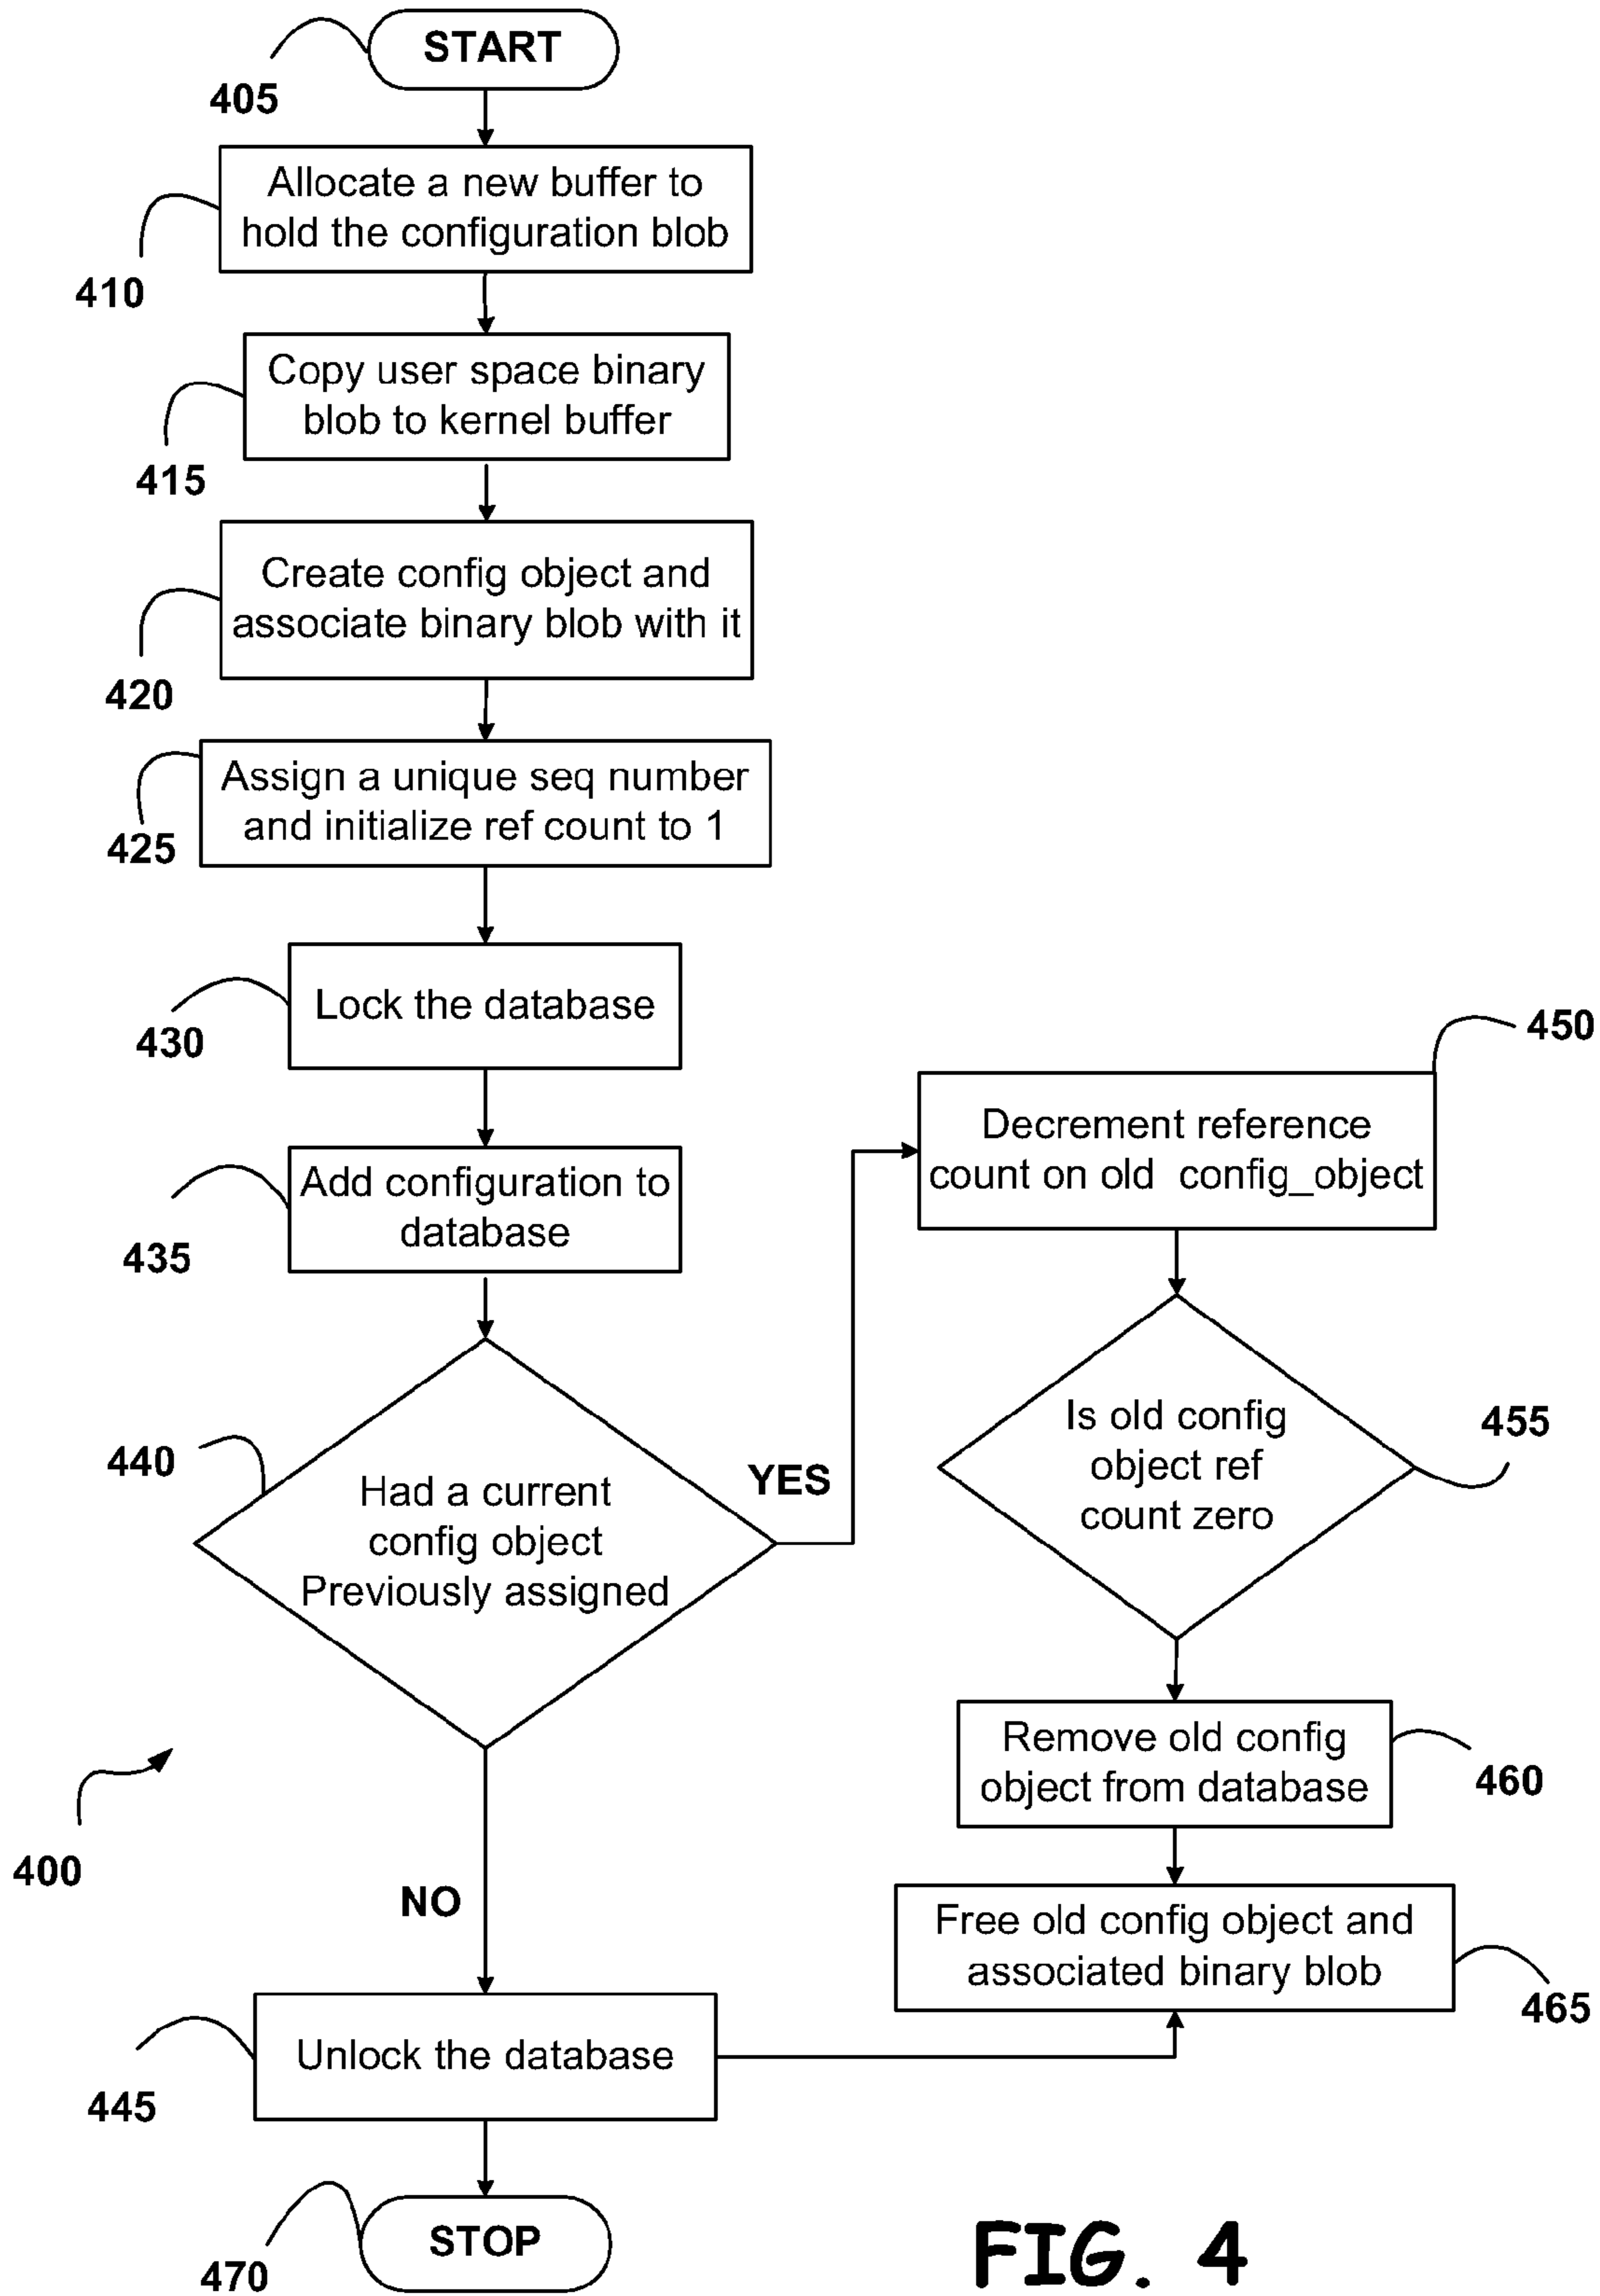 START
405
Allocate a new buffer to
hold the configuration blob
410
Copy user space binary
blob to kernel buffer
415
Create config object and
associate binary blob with it
420
Assign a unique seq number
and initialize ref count to 1
425
Lock the database
430
Add configuration to
database
435
Had a current
config object
Previously assigned
440
YES
NO
450
Decrement reference
count on old config_object
Is old config
object ref
count zero
455
Remove old config
object from database
460
Free old config object and
associated binary blob
465
400
Unlock the database
445
STOP
470
FIG. 4